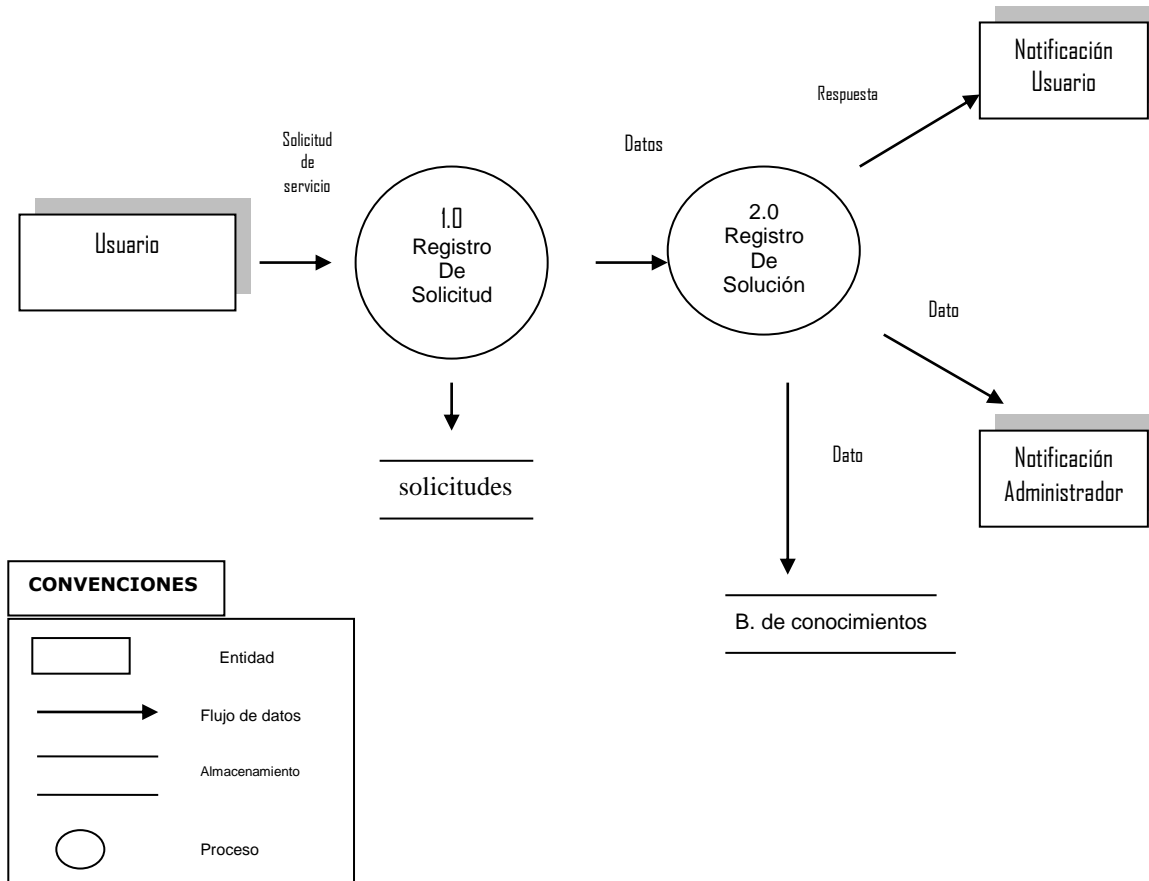 Notificación
Usuario
Respuesta
Solicitud
de
servicio
Datos
Usuario
1.0
Registro
De
Solicitud
2.0
Registro
De
Solución
Dato
Dato
Notificación
Administrador
solicitudes
B. de conocimientos
CONVENCIONES
Entidad
Flujo de datos
Almacenamiento
Proceso